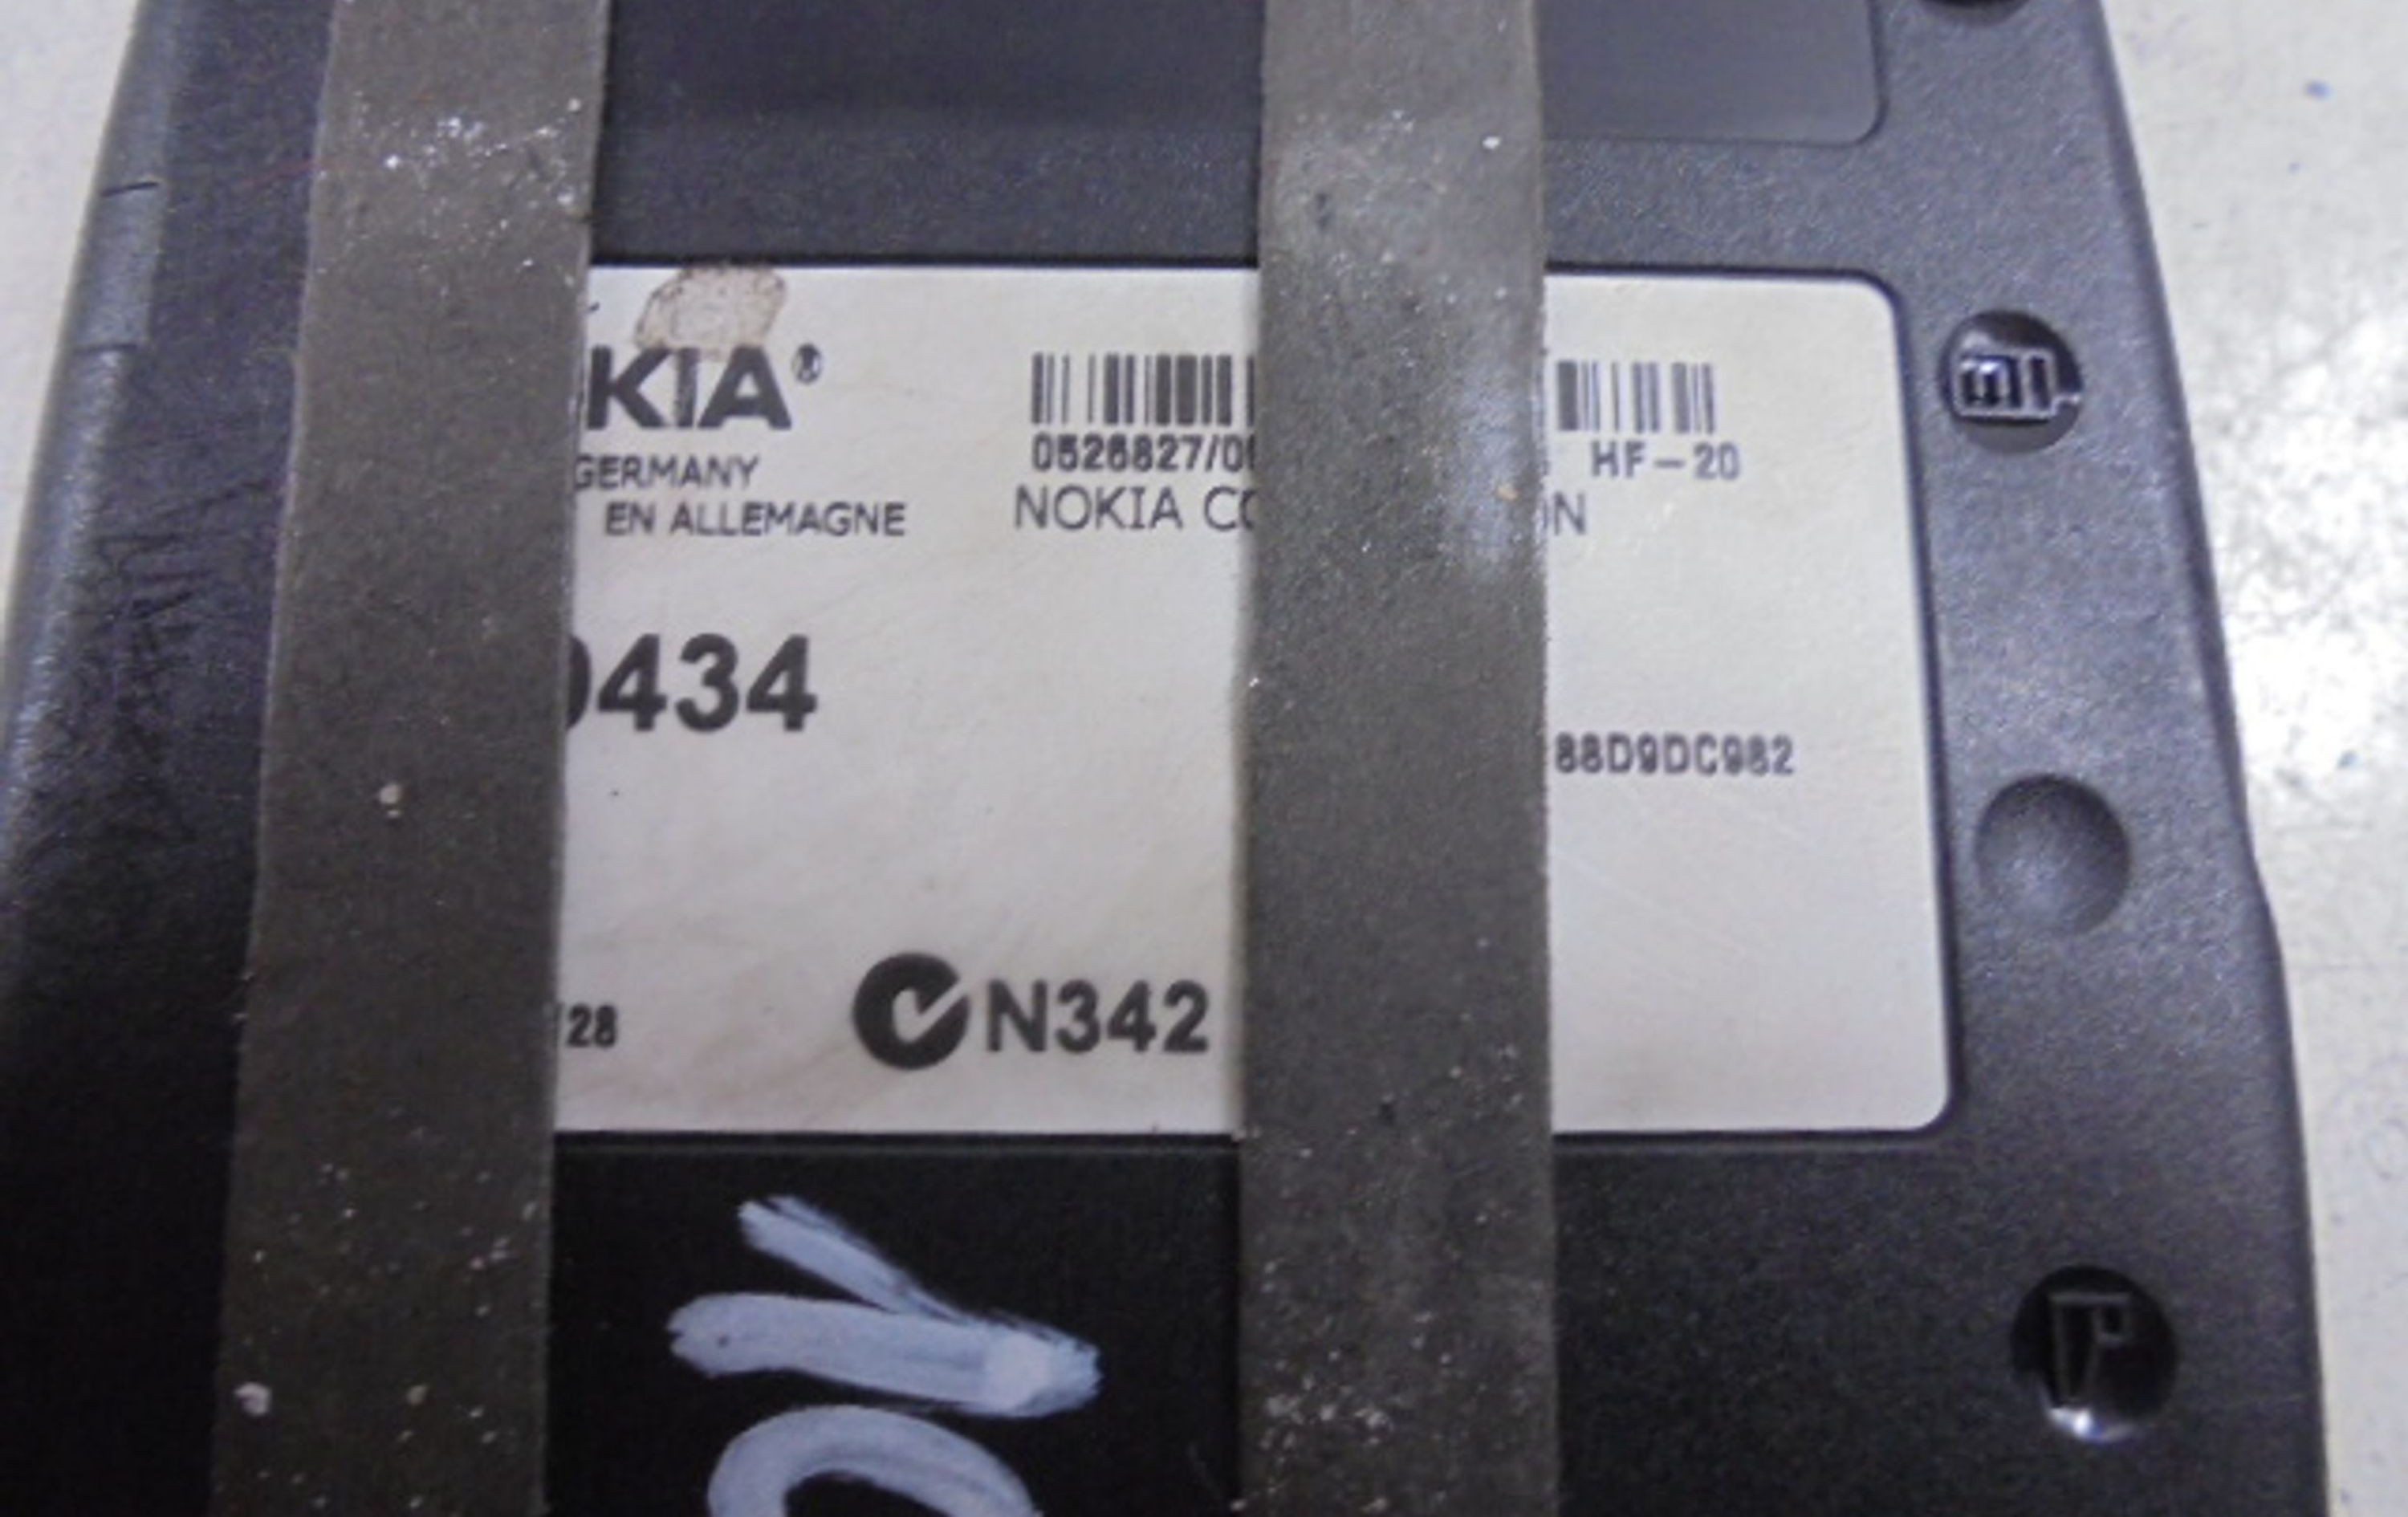 KIA
GERMANY
EN ALLEMAGNE
0526827/0
HF-20
NOKIA CO
ON
0434
88D9DC982
28
N342